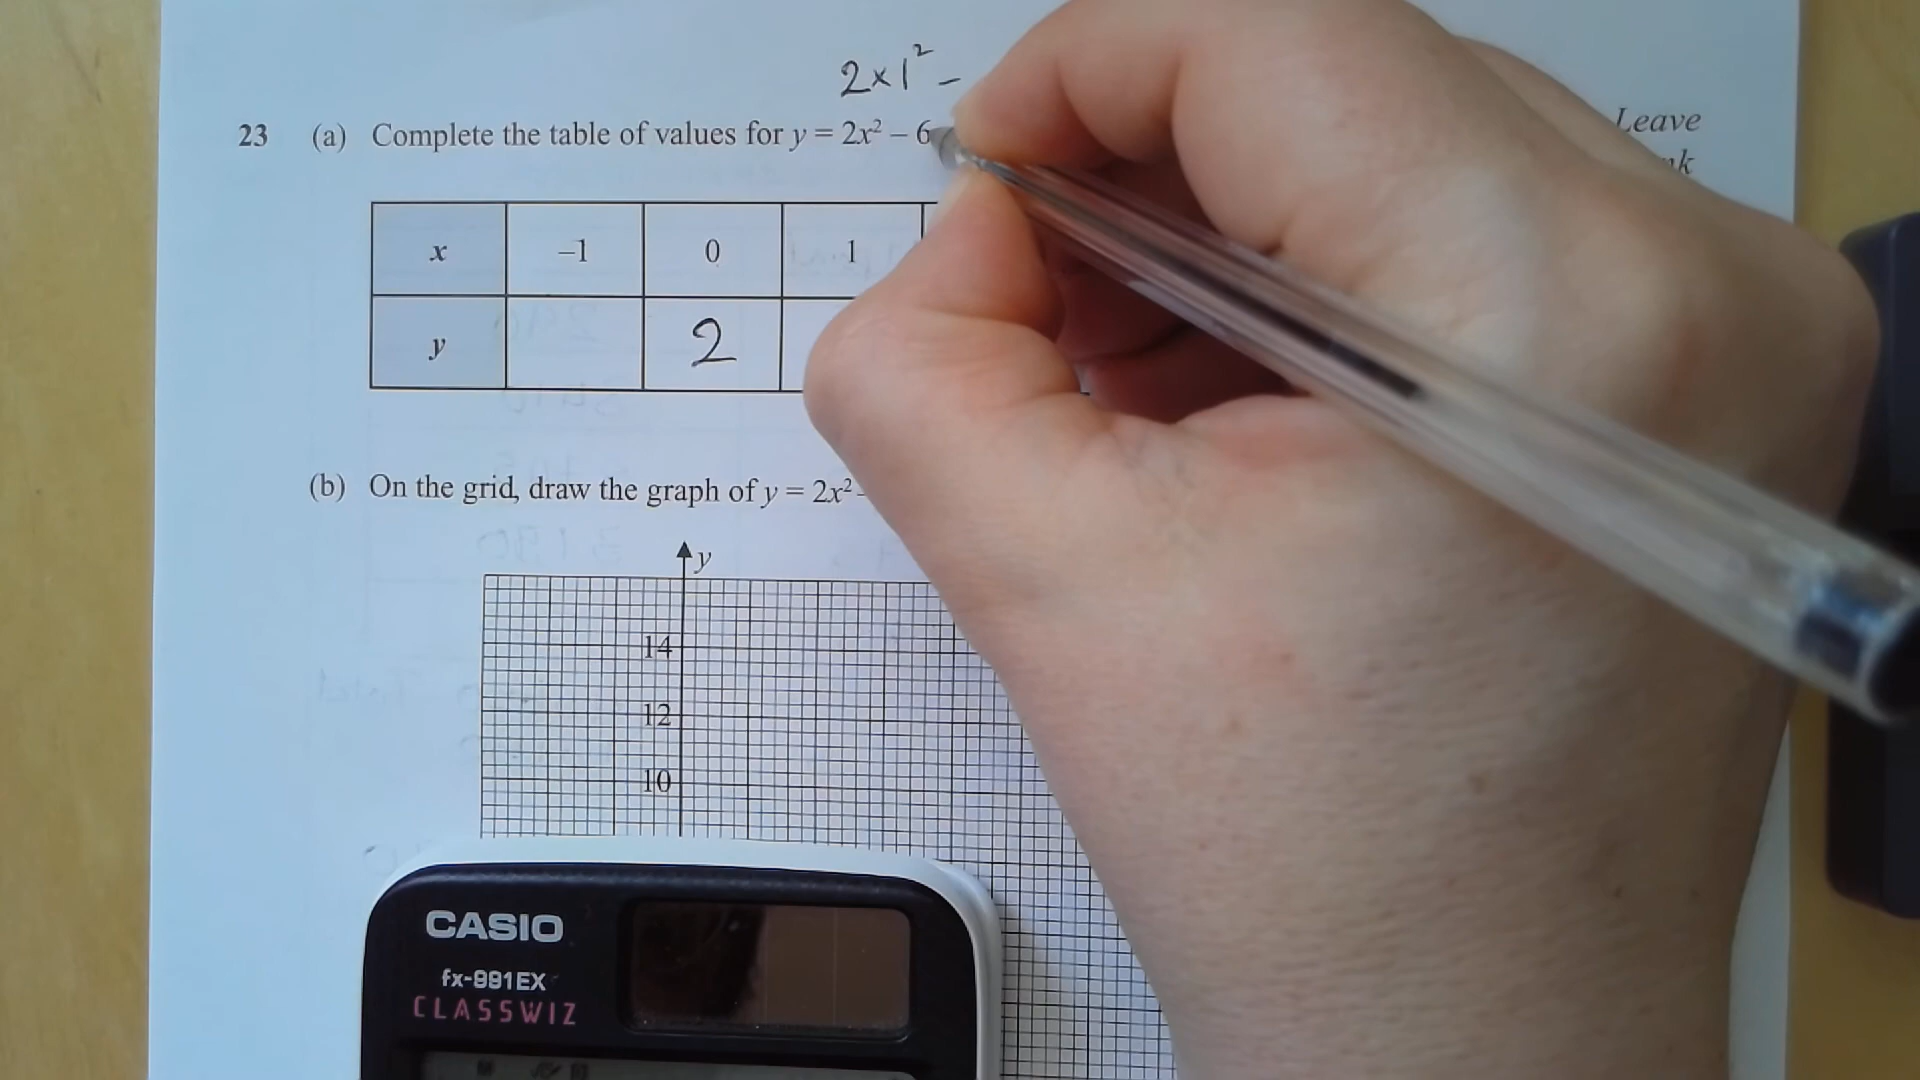 2×1² –
Leave
23 (a) Complete the table of values for y = 2x² – 6
x –1 0 1
y 2
(b) On the grid, draw the graph of y = 2x²
y
14
12
10
CASIO
fx-991EX
CLASSWIZ